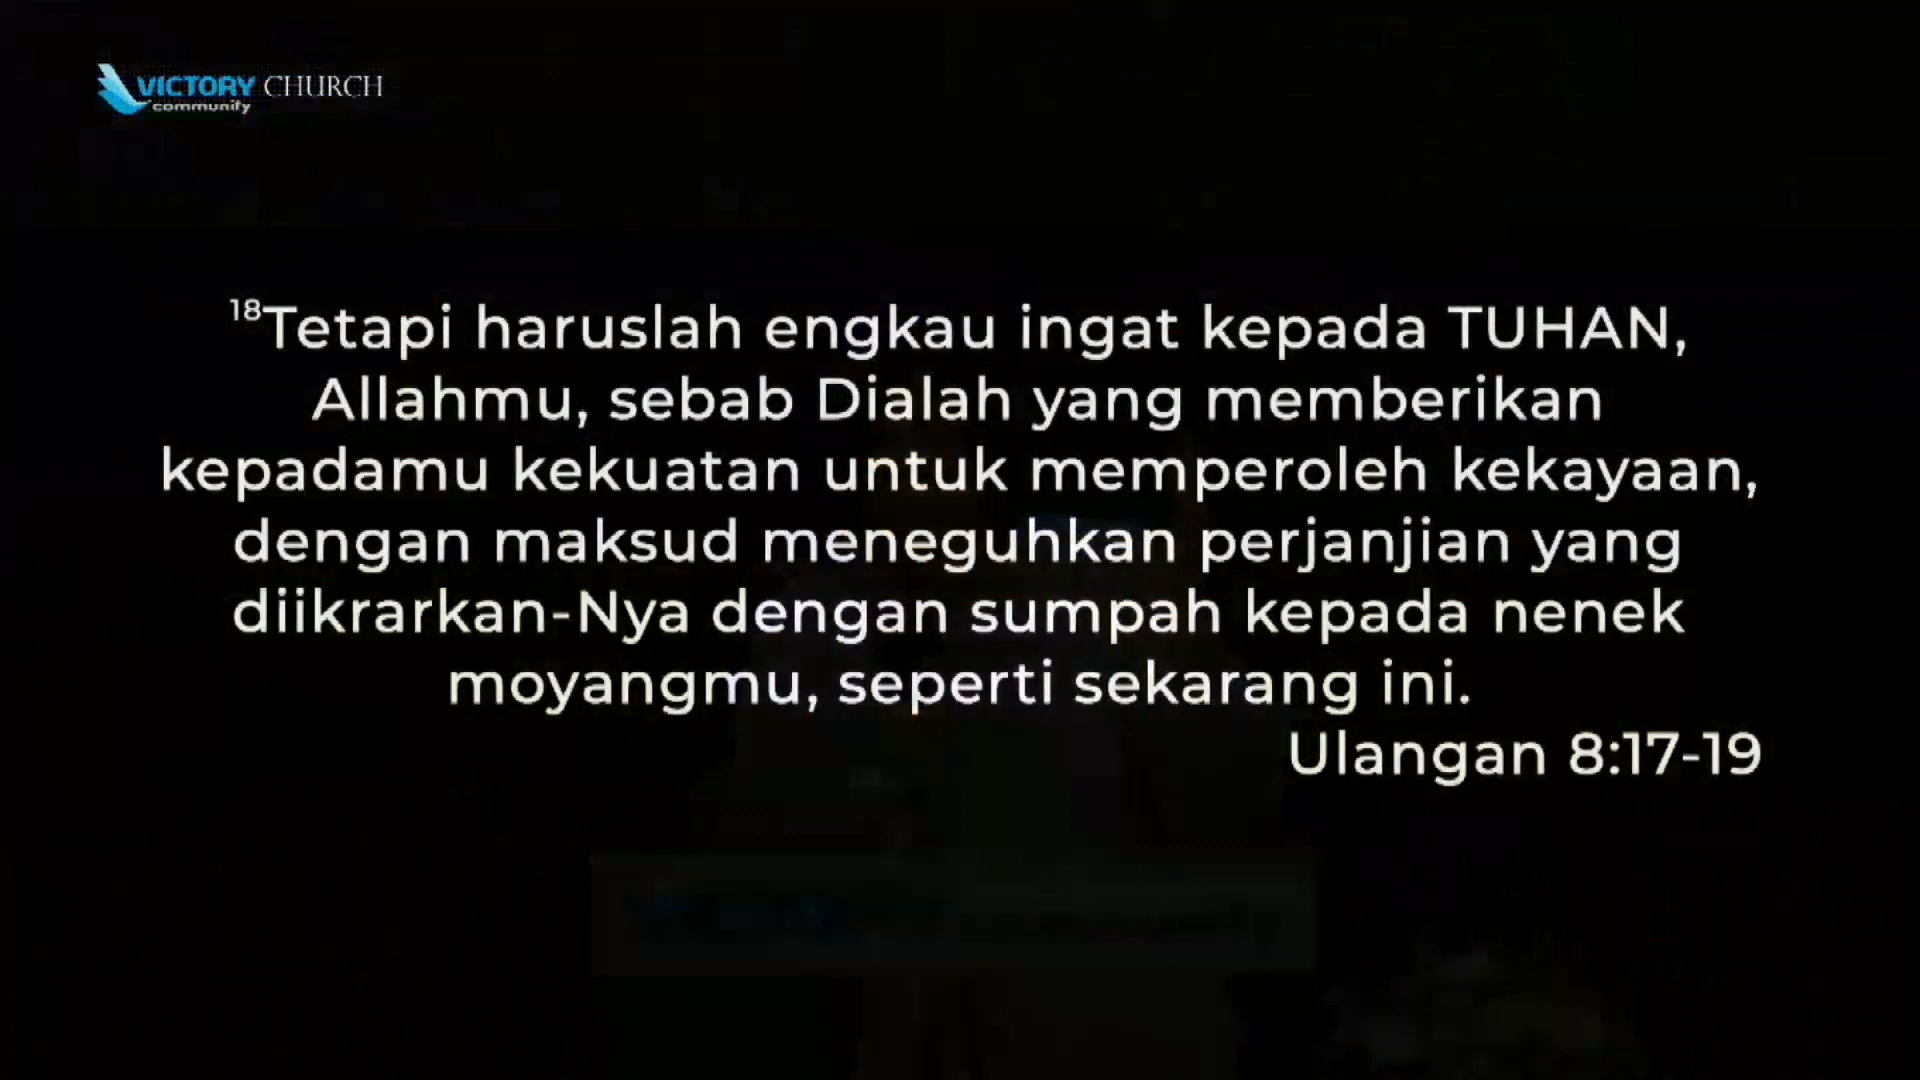 VICTORY CHURCH
community
18Tetapi haruslah engkau ingat kepada TUHAN,
Allahmu, sebab Dialah yang memberikan
kepadamu kekuatan untuk memperoleh kekayaan,
dengan maksud meneguhkan perjanjian yang
diikrarkan-Nya dengan sumpah kepada nenek
moyangmu, seperti sekarang ini.
Ulangan 8:17-19